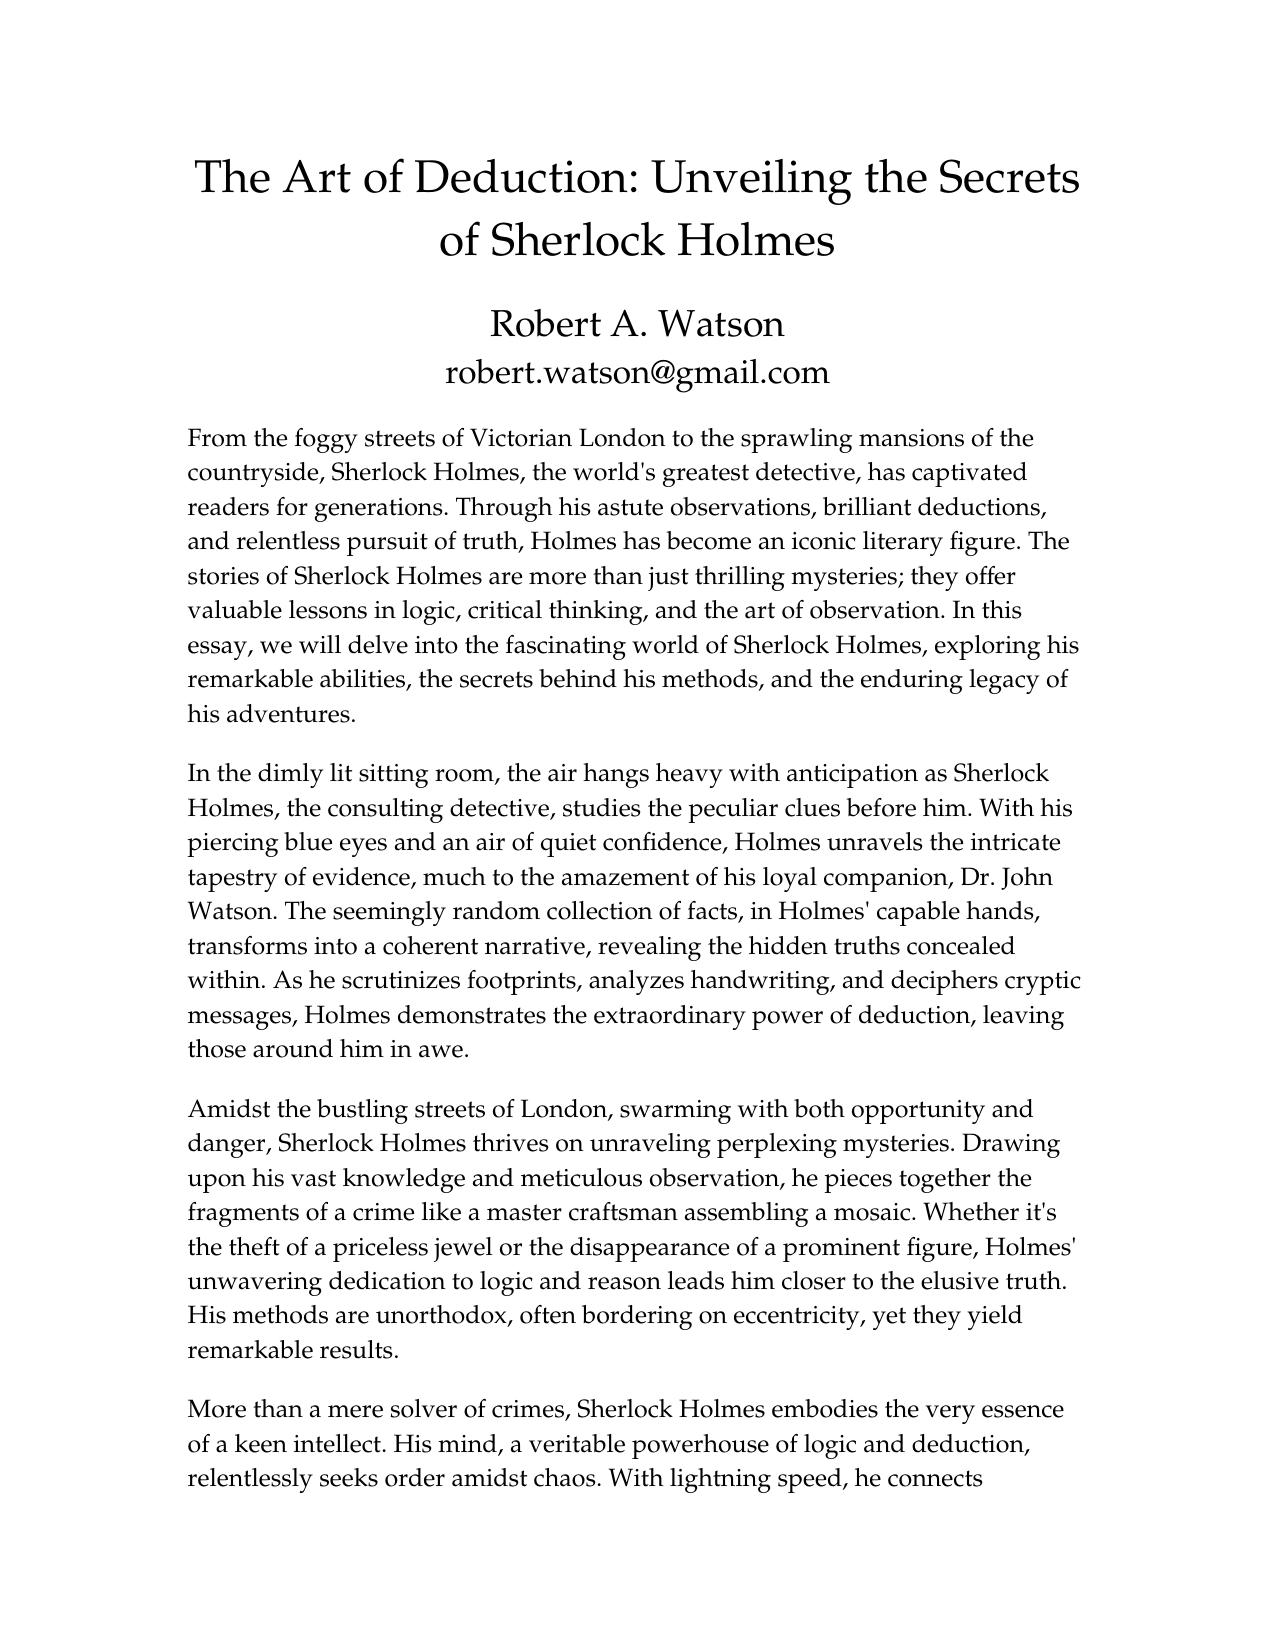 The Art of Deduction: Unveiling the Secrets
of Sherlock Holmes
Robert A. Watson
robert.watson@gmail.com
From the foggy streets of Victorian London to the sprawling mansions of the
countryside, Sherlock Holmes, the world's greatest detective, has captivated
readers for generations. Through his astute observations, brilliant deductions,
and relentless pursuit of truth, Holmes has become an iconic literary figure. The
stories of Sherlock Holmes are more than just thrilling mysteries; they offer
valuable lessons in logic, critical thinking, and the art of observation. In this
essay, we will delve into the fascinating world of Sherlock Holmes, exploring his
remarkable abilities, the secrets behind his methods, and the enduring legacy of
his adventures.
In the dimly lit sitting room, the air hangs heavy with anticipation as Sherlock
Holmes, the consulting detective, studies the peculiar clues before him. With his
piercing blue eyes and an air of quiet confidence, Holmes unravels the intricate
tapestry of evidence, much to the amazement of his loyal companion, Dr. John
Watson. The seemingly random collection of facts, in Holmes' capable hands,
transforms into a coherent narrative, revealing the hidden truths concealed
within. As he scrutinizes footprints, analyzes handwriting, and deciphers cryptic
messages, Holmes demonstrates the extraordinary power of deduction, leaving
those around him in awe.
Amidst the bustling streets of London, swarming with both opportunity and
danger, Sherlock Holmes thrives on unraveling perplexing mysteries. Drawing
upon his vast knowledge and meticulous observation, he pieces together the
fragments of a crime like a master craftsman assembling a mosaic. Whether it's
the theft of a priceless jewel or the disappearance of a prominent figure, Holmes'
unwavering dedication to logic and reason leads him closer to the elusive truth.
His methods are unorthodox, often bordering on eccentricity, yet they yield
remarkable results.
More than a mere solver of crimes, Sherlock Holmes embodies the very essence
of a keen intellect. His mind, a veritable powerhouse of logic and deduction,
relentlessly seeks order amidst chaos. With lightning speed, he connects